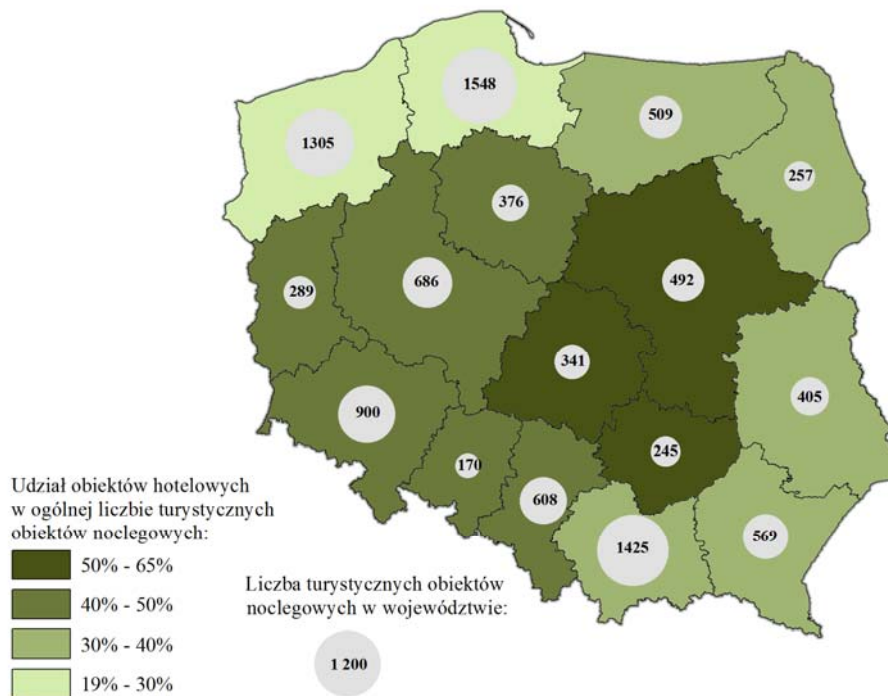 1548
1305
509
257
376
686
492
289
341
405
900
245
170
608
569
1425
Udział obiektów hotelowych
w ogólnej liczbie turystycznych
obiektów noclegowych:
50% - 65%
40% - 50%
30% - 40%
19% - 30%
Liczba turystycznych obiektów
noclegowych w województwie:
1 200